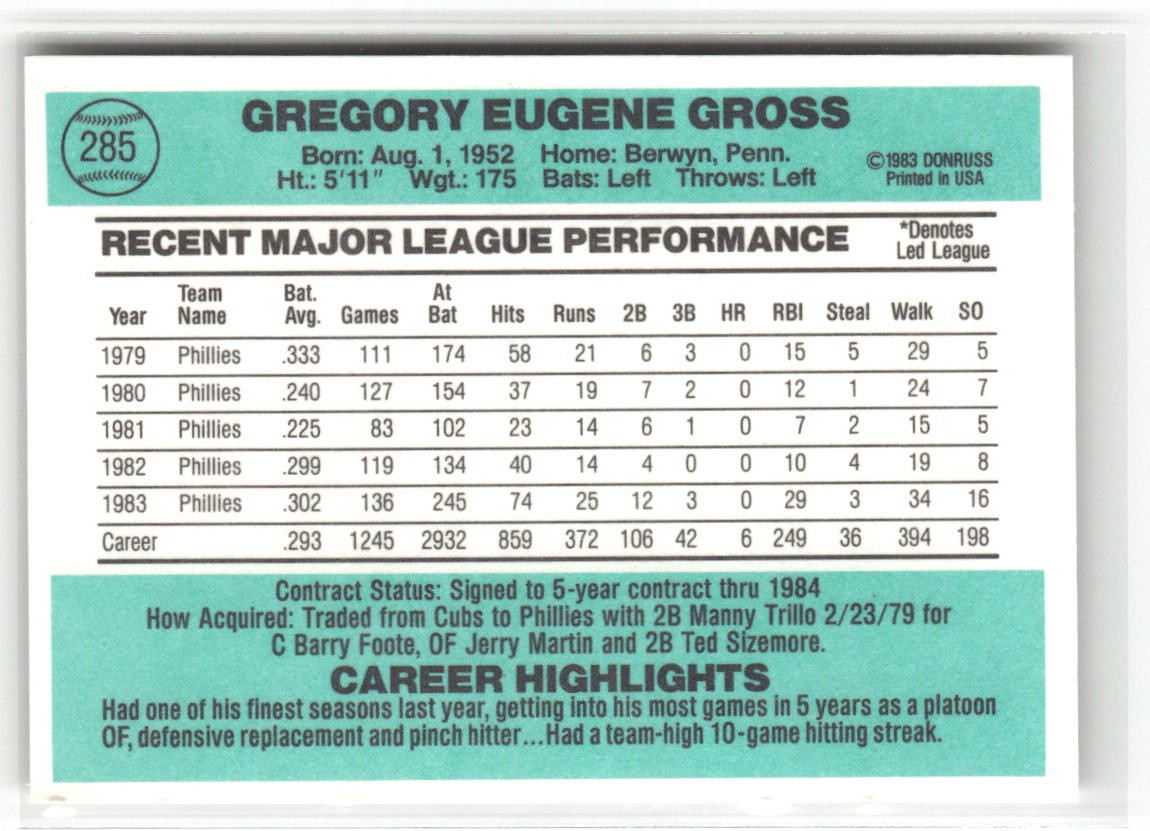 285
GREGORY EUGENE GROSS
Born: Aug. 1, 1952 Home: Berwyn, Penn.
Ht.: 5'11" Wgt.: 175 Bats: Left Throws: Left
©1983 DONRUSS
Printed in USA
RECENT MAJOR LEAGUE PERFORMANCE
*Denotes
Led League
Year Team Name Bat. Avg. Games At Bat Hits Runs 2B 3B HR RBI Steal Walk SO
1979 Phillies .333 111 174 58 21 6 3 0 15 5 29 5
1980 Phillies .240 127 154 37 19 7 2 0 12 1 24 7
1981 Phillies .225 83 102 23 14 6 1 0 7 2 15 5
1982 Phillies .299 119 134 40 14 4 0 0 10 4 19 8
1983 Phillies .302 136 245 74 25 12 3 0 29 3 34 16
Career .293 1245 2932 859 372 106 42 6 249 36 394 198
Contract Status: Signed to 5-year contract thru 1984
How Acquired: Traded from Cubs to Phillies with 2B Manny Trillo 2/23/79 for
C Barry Foote, OF Jerry Martin and 2B Ted Sizemore.
CAREER HIGHLIGHTS
Had one of his finest seasons last year, getting into his most games in 5 years as a platoon
OF, defensive replacement and pinch hitter...Had a team-high 10-game hitting streak.